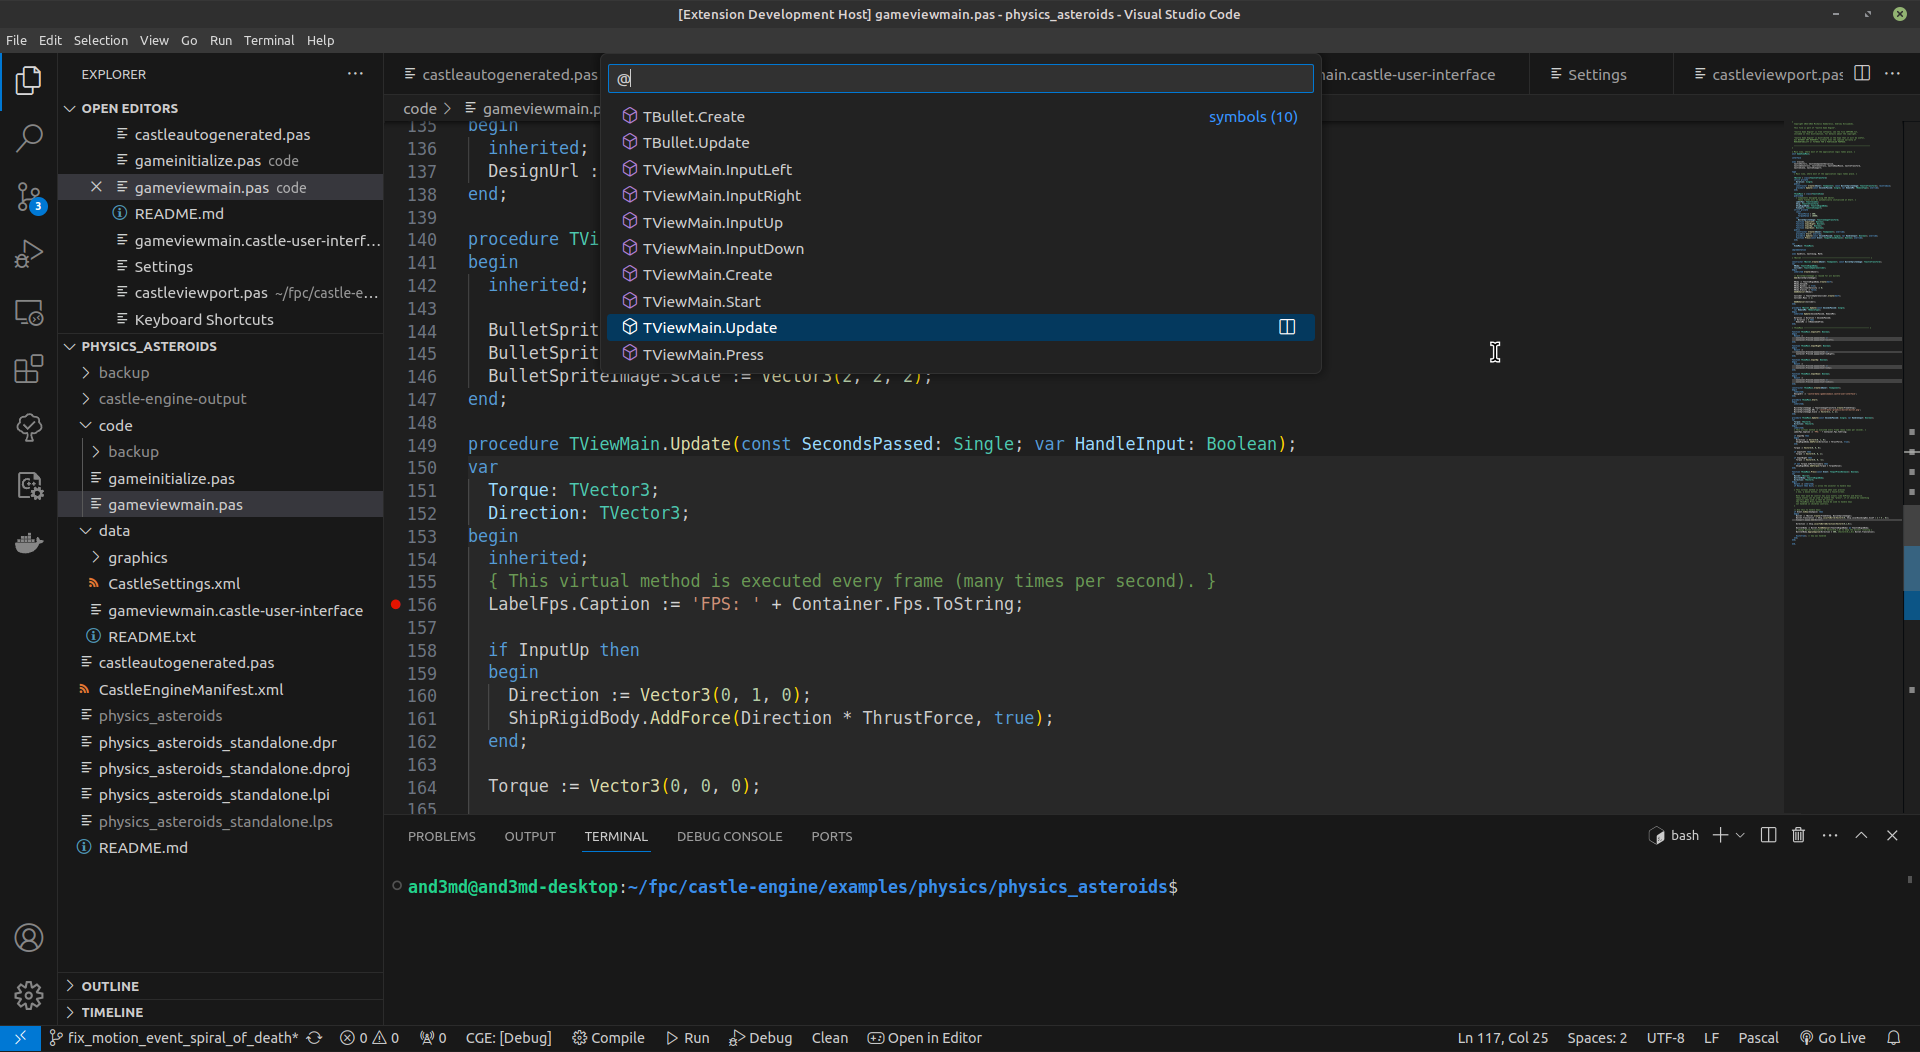 [Extension Development Host] gameviewmain.pas - physics_asteroids - Visual Studio Code
File Edit Selection View Go Run Terminal Help
EXPLORER
OPEN EDITORS
castleautogenerated.pas
gameinitialize.pas code
gameviewmain.pas code
README.md
gameviewmain.castle-user-interf...
Settings
castleviewport.pas ~/fpc/castle-e...
Keyboard Shortcuts
PHYSICS_ASTEROIDS
backup
castle-engine-output
code
backup
gameinitialize.pas
gameviewmain.pas
data
graphics
CastleSettings.xml
gameviewmain.castle-user-interface
README.txt
castleautogenerated.pas
CastleEngineManifest.xml
physics_asteroids
physics_asteroids_standalone.dpr
physics_asteroids_standalone.dproj
physics_asteroids_standalone.lpi
physics_asteroids_standalone.lps
README.md
OUTLINE
TIMELINE
3
castleautogenerated.pas
ain.castle-user-interface
Settings
castleviewport.pas
code > gameviewmain.p
@
TBullet.Create symbols (10)
TBullet.Update
TViewMain.InputLeft
TViewMain.InputRight
TViewMain.InputUp
TViewMain.InputDown
TViewMain.Create
TViewMain.Start
TViewMain.Update
TViewMain.Press
135 begin
136 inherited;
137 DesignUrl :
138 end;
139
140 procedure TVi
141 begin
142 inherited;
143
144 BulletSprit
145 BulletSprit
146 BulletSpriteImage.Scale := Vector3(2, 2, 2);
147 end;
148
149 procedure TViewMain.Update(const SecondsPassed: Single; var HandleInput: Boolean);
150 var
151 Torque: TVector3;
152 Direction: TVector3;
153 begin
154 inherited;
155 { This virtual method is executed every frame (many times per second). }
156 LabelFps.Caption := 'FPS: ' + Container.Fps.ToString;
157
158 if InputUp then
159 begin
160 Direction := Vector3(0, 1, 0);
161 ShipRigidBody.AddForce(Direction * ThrustForce, true);
162 end;
163
164 Torque := Vector3(0, 0, 0);
165
PROBLEMS OUTPUT TERMINAL DEBUG CONSOLE PORTS
bash
and3md@and3md-desktop:~/fpc/castle-engine/examples/physics/physics_asteroids$
fix_motion_event_spiral_of_death* 0 0 0 CGE: [Debug] Compile Run Debug Clean Open in Editor Ln 117, Col 25 Spaces: 2 UTF-8 LF Pascal Go Live